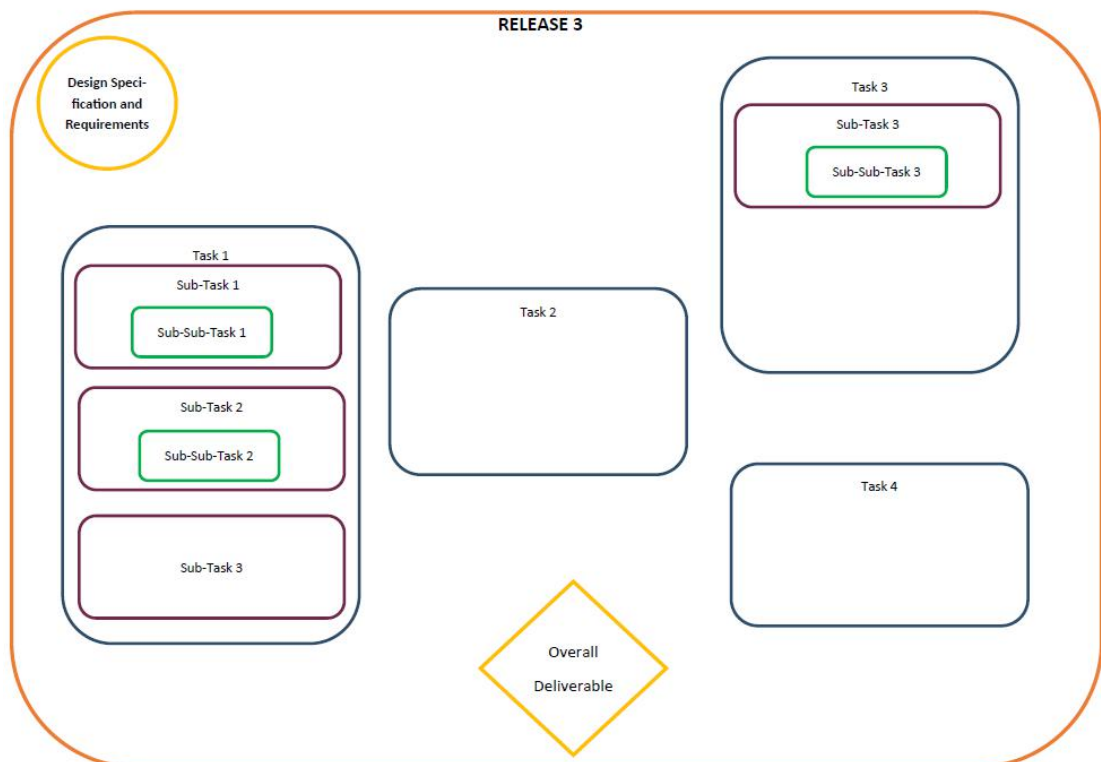 RELEASE 3
Design Speci-
fication and
Requirements
Task 1
Sub-Task 1
Sub-Sub-Task 1
Sub-Task 2
Sub-Sub-Task 2
Sub-Task 3
Task 2
Task 3
Sub-Task 3
Sub-Sub-Task 3
Task 4
Overall
Deliverable